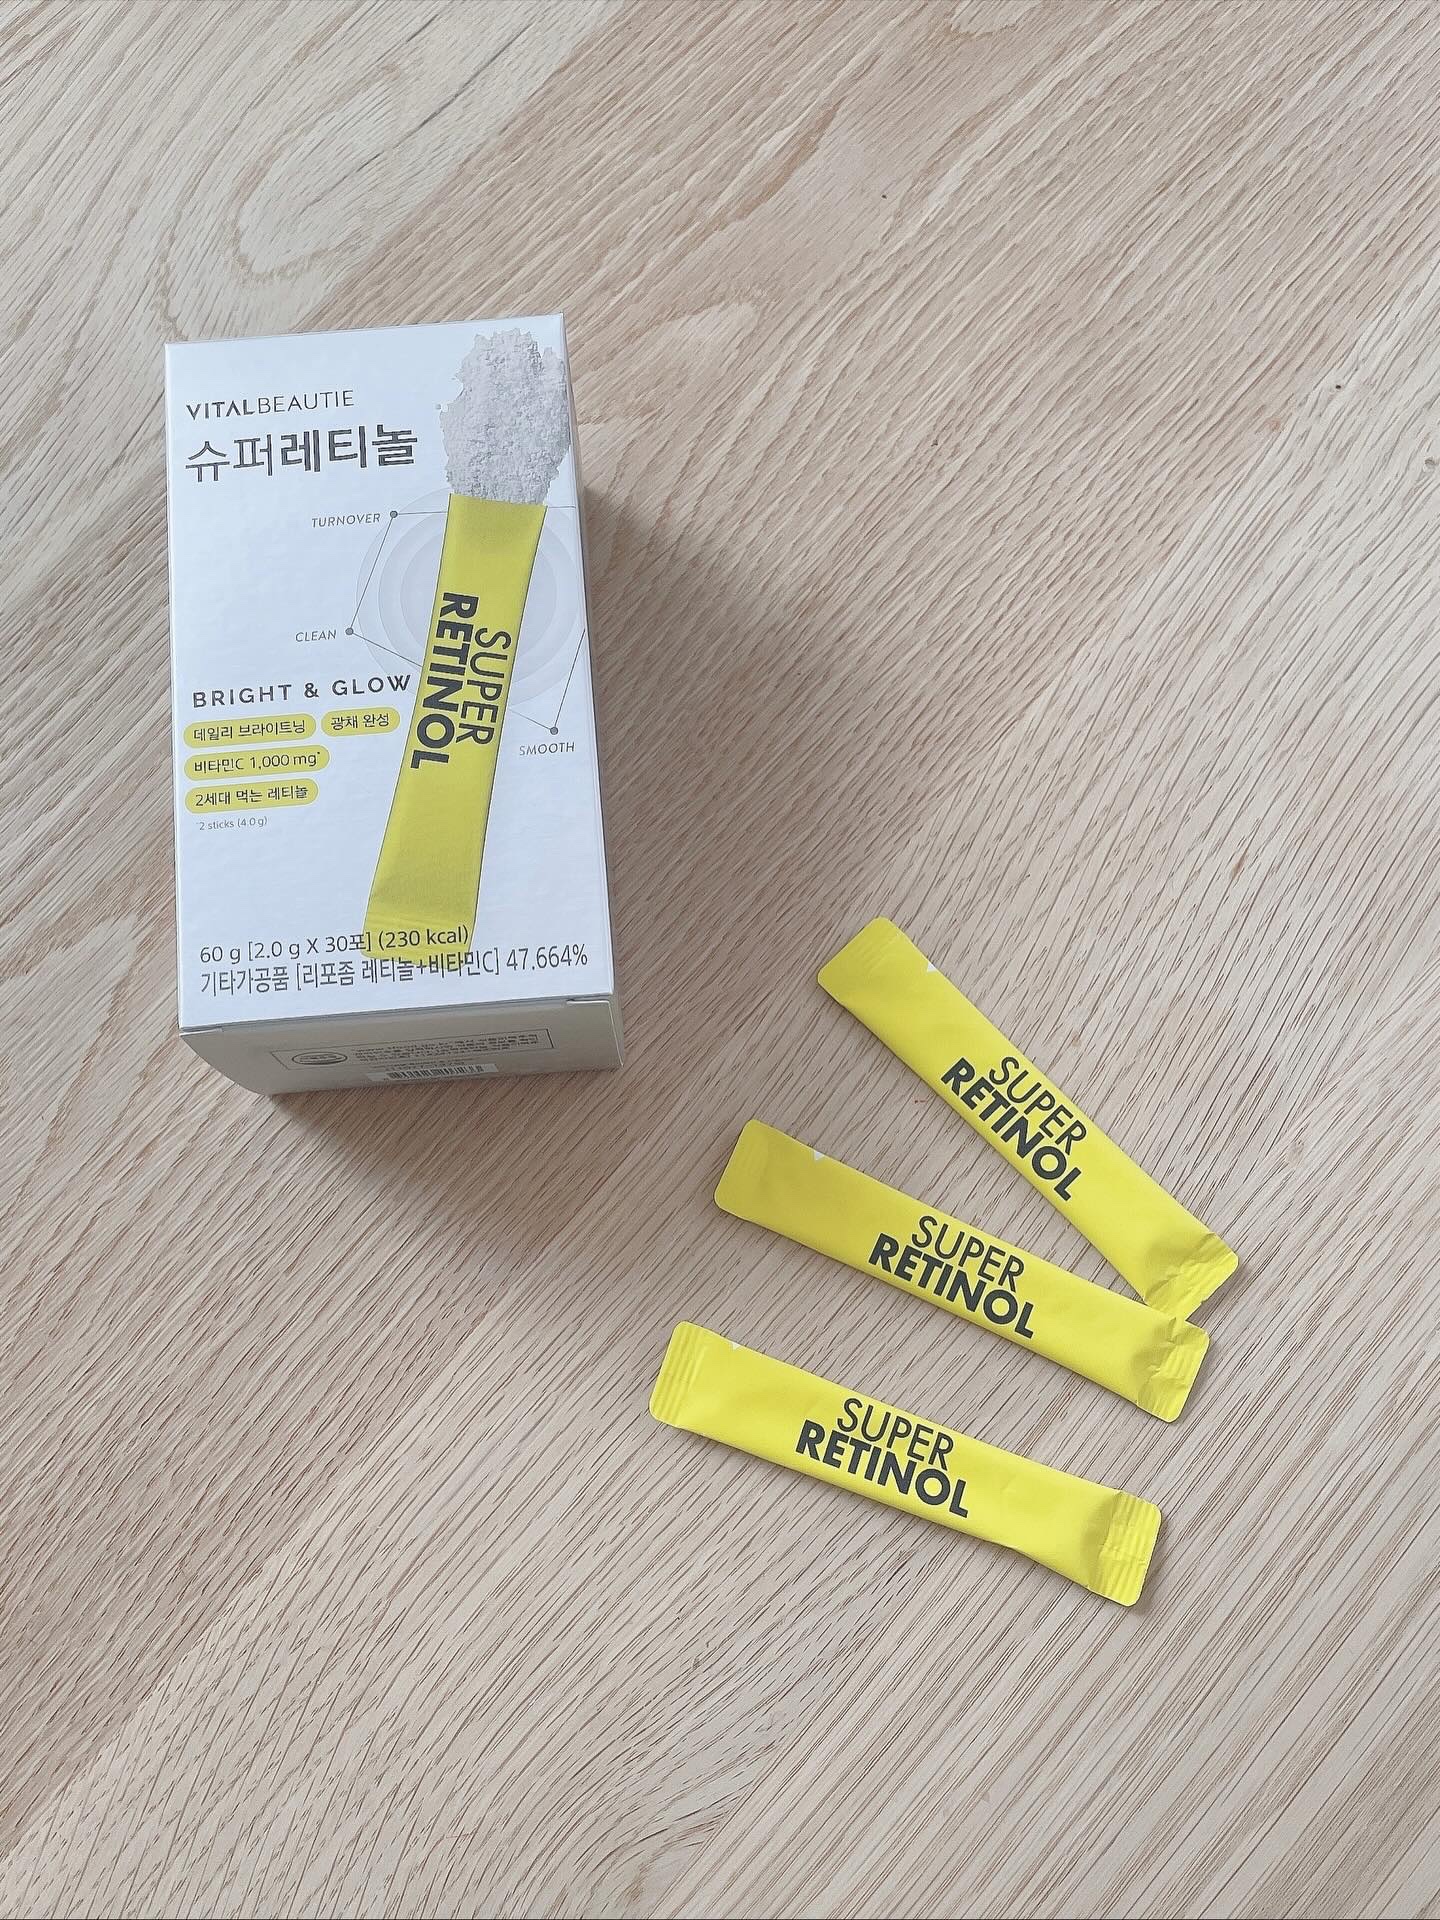 VITALBEAUTIE
슈퍼레티놀
TURNOVER
CLEAN
SMOOTH
SUPER
RETINOL
BRIGHT & GLOW
데일리 브라이트닝 광채 완성
비타민C 1,000 mg*
2세대 먹는 레티놀
*2 sticks (4.0 g)
60 g [2.0 g X 30포] (230 kcal)
기타가공품 [리포좀 레티놀+비타민C] 47.664%
SUPER
RETINOL
SUPER
RETINOL
SUPER
RETINOL